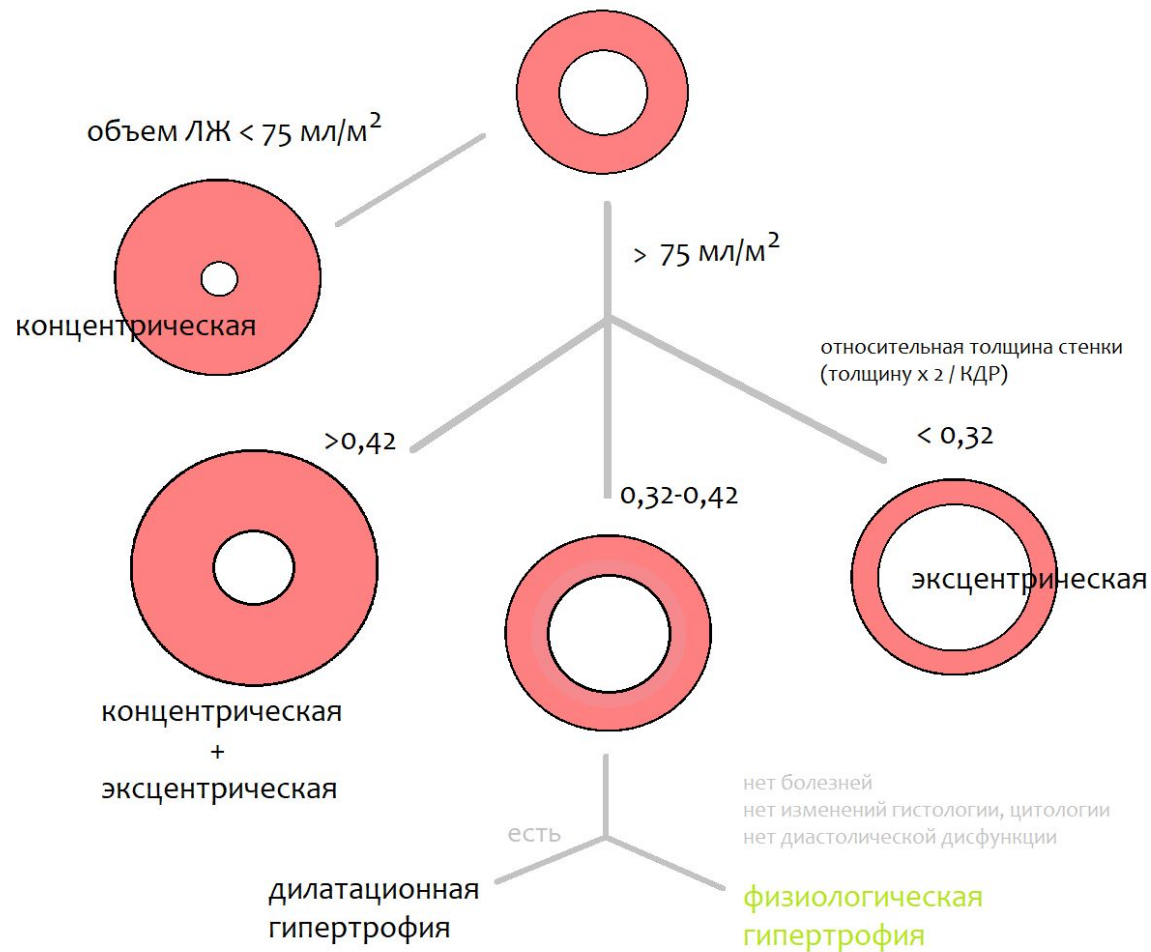 объем ЛЖ < 75 мл/м²
> 75 мл/м²
концентрическая
относительная толщина стенки
(толщину x 2 / КДР)
>0,42
< 0,32
0,32-0,42
эксцентрическая
концентрическая
+
эксцентрическая
нет болезней
нет изменений гистологии, цитологии
нет диастолической дисфункции
есть
дилатационная
гипертрофия
физиологическая
гипертрофия